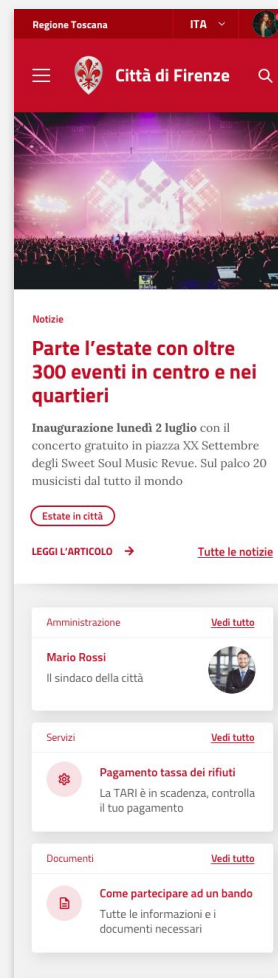 Regione Toscana
ITA
Città di Firenze
Notizie
Parte l’estate con oltre
300 eventi in centro e nei
quartieri
Inaugurazione lunedì 2 luglio con il
concerto gratuito in piazza XX Settembre
degli Sweet Soul Music Revue. Sul palco 20
musicisti dal tutto il mondo
Estate in città
LEGGI L’ARTICOLO
Tutte le notizie
Amministrazione
Vedi tutto
Mario Rossi
Il sindaco della città
Servizi
Vedi tutto
Pagamento tassa dei rifiuti
La TARI è in scadenza, controlla
il tuo pagamento
Documenti
Vedi tutto
Come partecipare ad un bando
Tutte le informazioni e i
documenti necessari